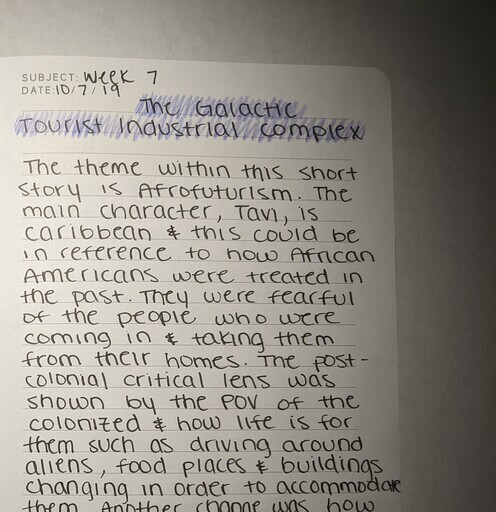 SUBJECT: Week 7
DATE: 10/7/19
The Galactic
Tourist Industrial Complex
The theme within this short
story is Afrofuturism. The
main character, Tavi, is
caribbean & this could be
in reference to how African
Americans were treated in
the past. They were fearful
of the people who were
coming in & taking them
from their homes. The post-
colonial critical lens was
shown by the POV of the
colonized & how life is for
them such as driving around
aliens, food places & buildings
changing in order to accommodate
them. Another change was how